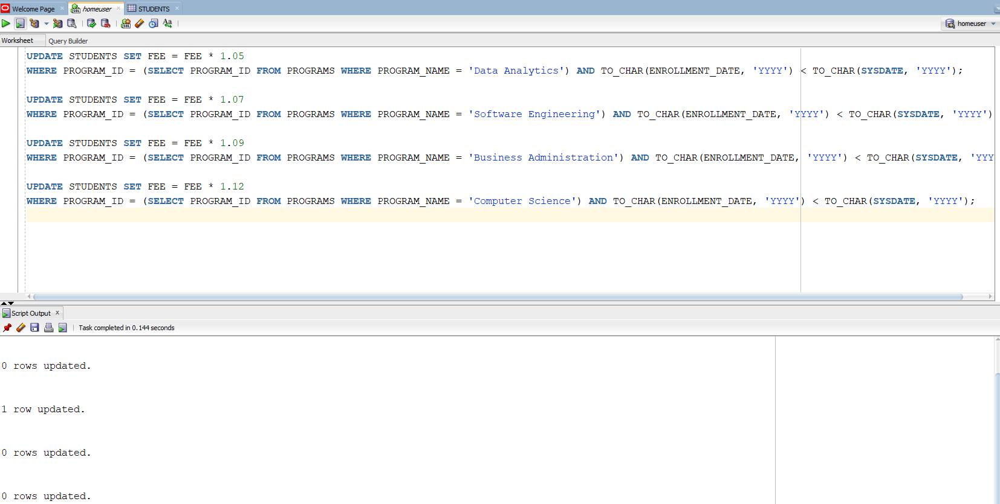 Welcome Page
homeuser
STUDENTS
homeuser
Worksheet
Query Builder
UPDATE STUDENTS SET FEE = FEE * 1.05
WHERE PROGRAM_ID = (SELECT PROGRAM_ID FROM PROGRAMS WHERE PROGRAM_NAME = 'Data Analytics') AND TO_CHAR(ENROLLMENT_DATE, 'YYYY') < TO_CHAR(SYSDATE, 'YYYY');
UPDATE STUDENTS SET FEE = FEE * 1.07
WHERE PROGRAM_ID = (SELECT PROGRAM_ID FROM PROGRAMS WHERE PROGRAM_NAME = 'Software Engineering') AND TO_CHAR(ENROLLMENT_DATE, 'YYYY') < TO_CHAR(SYSDATE, 'YYYY')
UPDATE STUDENTS SET FEE = FEE * 1.09
WHERE PROGRAM_ID = (SELECT PROGRAM_ID FROM PROGRAMS WHERE PROGRAM_NAME = 'Business Administration') AND TO_CHAR(ENROLLMENT_DATE, 'YYYY') < TO_CHAR(SYSDATE, 'YYY
UPDATE STUDENTS SET FEE = FEE * 1.12
WHERE PROGRAM_ID = (SELECT PROGRAM_ID FROM PROGRAMS WHERE PROGRAM_NAME = 'Computer Science') AND TO_CHAR(ENROLLMENT_DATE, 'YYYY') < TO_CHAR(SYSDATE, 'YYYY');
Script Output
Task completed in 0.144 seconds
0 rows updated.
1 row updated.
0 rows updated.
0 rows updated.